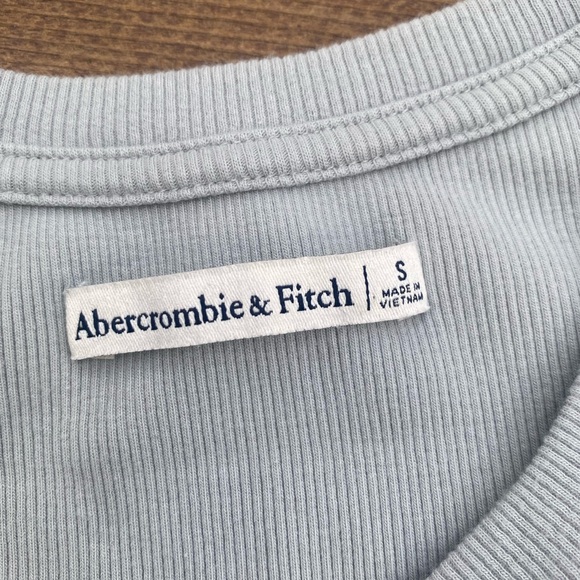 Abercrombie & Fitch | S
MADE IN
VIETNAM